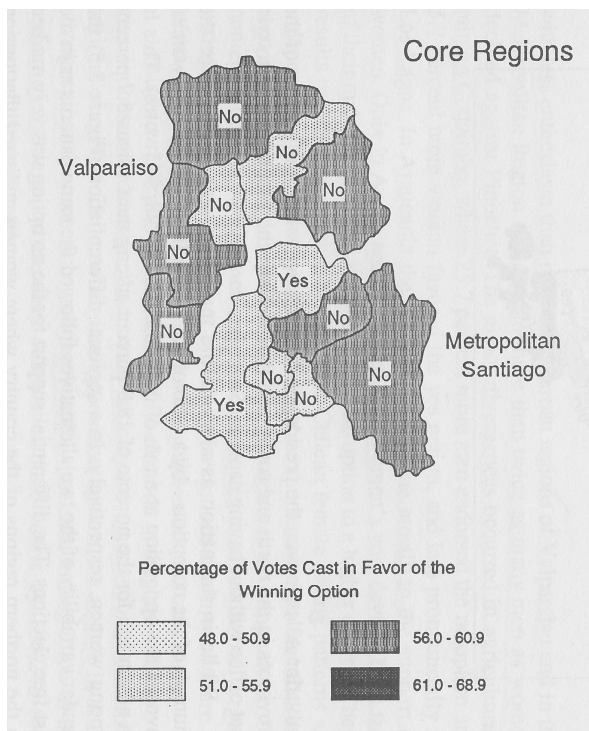 Core Regions
No
No
Valparaiso
No
No
No
Yes
No
No
Metropolitan
Santiago
No
No
No
Yes
Percentage of Votes Cast in Favor of the
Winning Option
48.0 - 50.9
56.0 - 60.9
51.0 - 55.9
61.0 - 68.9